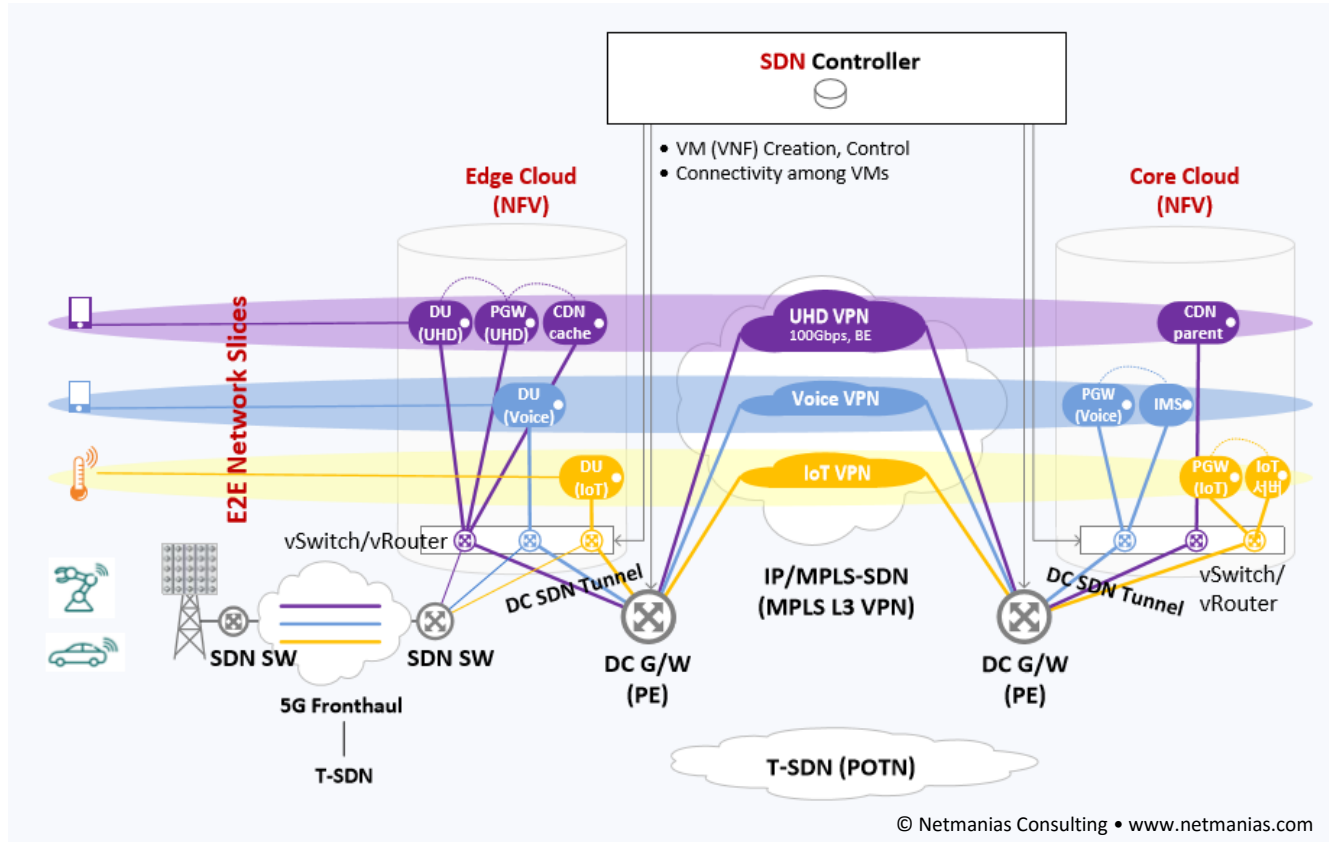 SDN Controller
• VM (VNF) Creation, Control
• Connectivity among VMs
Edge Cloud
(NFV)
Core Cloud
(NFV)
E2E Network Slices
DU
(UHD)
PGW
(UHD)
CDN
cache
UHD VPN
100Gbps, BE
CDN
parent
DU
(Voice)
Voice VPN
PGW
(Voice)
IMS
DU
(IoT)
IoT VPN
PGW
(IoT)
IoT
서버
vSwitch/vRouter
DC SDN Tunnel
IP/MPLS-SDN
(MPLS L3 VPN)
DC SDN Tunnel
vSwitch/
vRouter
SDN SW
SDN SW
DC G/W
(PE)
DC G/W
(PE)
5G Fronthaul
T-SDN
T-SDN (POTN)
© Netmanias Consulting • www.netmanias.com